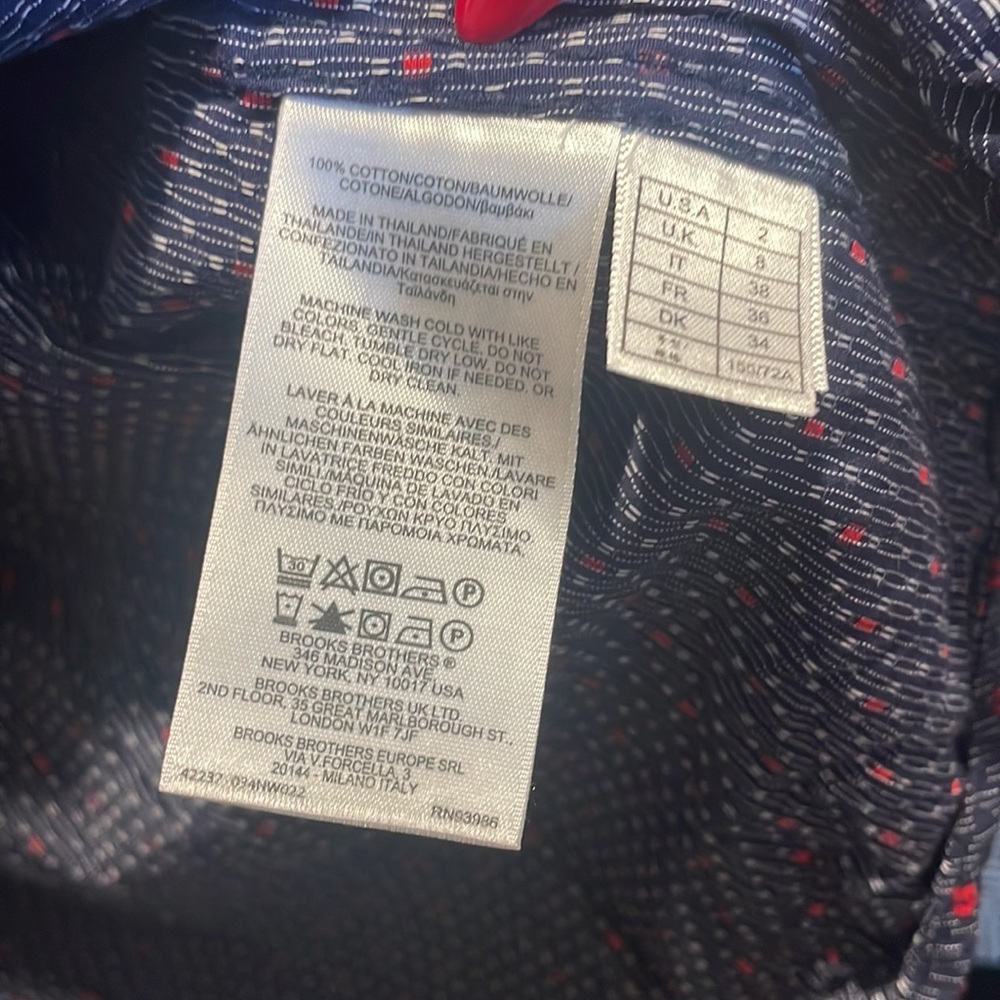 100% COTTON/COTON/BAUMWOLLE/
COTONE/ALGODÓN/βαμβάκι
MADE IN THAILAND/FABRIQUÉ EN
THAÏLANDE/IN THAILAND HERGESTELLT /
CONFEZIONATO IN TAILANDIA/HECHO EN
TAILANDIA/Κατασκευάζεται στην
Ταϊλάνδη
MACHINE WASH COLD WITH LIKE
COLORS, GENTLE CYCLE, DO NOT
BLEACH. TUMBLE DRY LOW. DO NOT
DRY FLAT. COOL IRON IF NEEDED. OR
DRY CLEAN.
LAVER À LA MACHINE AVEC DES
COULEURS SIMILAIRES./
MASCHINENWÄSCHE KALT, MIT
ÄHNLICHEN FARBEN WASCHEN./LAVARE
IN LAVATRICE FREDDO CON COLORI
SIMILI/MÁQUINA DE LAVADO EN
CICLO FRÍO Y CON COLORES
SIMILARES./ΡΟΥΧΩΝ ΚΡΥΟ ΠΛΥΣΙΜΟ
ΠΛΥΣΙΜΟ ΜΕ ΠΑΡΟΜΟΙΑ ΧΡΩΜΑΤΑ.
30 P
P
BROOKS BROTHERS ®
346 MADISON AVE.
NEW YORK, NY 10017 USA
BROOKS BROTHERS UK LTD.
2ND FLOOR, 35 GREAT MARLBOROUGH ST.,
LONDON W1F 7JF
BROOKS BROTHERS EUROPE SRL
VIA V.FORCELLA, 3
20144 - MILANO ITALY
42237-034NW022
RN93986
U.S.A 2
U.K 8
IT 38
FR 36
DK 34
155/72A